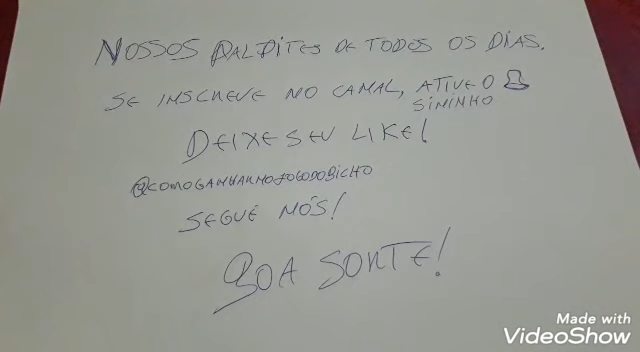 NOSSOS PALPITES DE TODOS OS DIAS.
SE INSCREVE NO CANAL, ATIVE O
SIMINHO
DEIXE SEU LIKE!
@COMOGANHARNOJOGODOBICHO
SEGUE NÓS!
BOA SORTE!
Made with
VideoShow